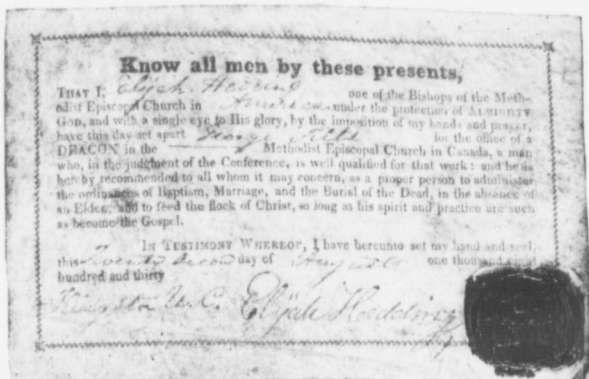 Know all men by these presents,
THAT I, Elijah Hedding one of the Bishops of the Meth-
odist Episcopal Church in America under the protection of ALMIGHTY
GOD, and with a single eye to His glory, by the imposition of my hands and prayer,
have this day set apart George for the office of a
DEACON in the Methodist Episcopal Church in Canada, a man
who, in the judgment of the Conference, is well qualified for that work: and he is
hereby recommended to all whom it may concern, as a proper person to administer
the ordinances of Baptism, Marriage, and the Burial of the Dead, in the absence of
an Elder, and to feed the flock of Christ, so long as his spirit and practice are such
as become the Gospel.
IN TESTIMONY WHEREOF, I have hereunto set my hand and seal,
this Twenty Second day of August one thousand eight
hundred and thirty
Kingston U.C. Elijah Hedding